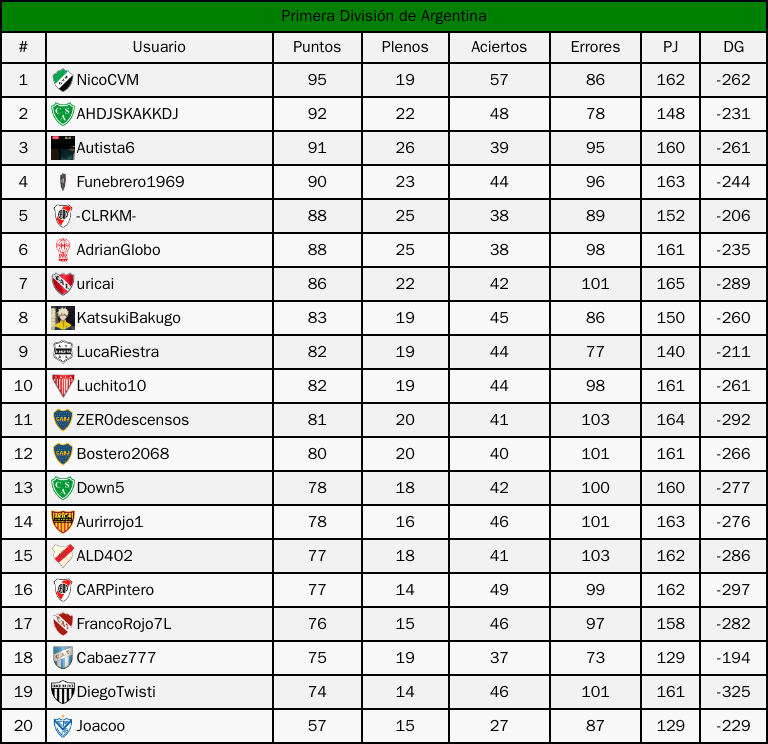 Primera División de Argentina
# Usuario Puntos Plenos Aciertos Errores PJ DG
1 NicoCVM 95 19 57 86 162 -262
2 AHDJSKAKKDJ 92 22 48 78 148 -231
3 Autista6 91 26 39 95 160 -261
4 Funebrero1969 90 23 44 96 163 -244
5 -CLRKM- 88 25 38 89 152 -206
6 AdrianGlobo 88 25 38 98 161 -235
7 uricai 86 22 42 101 165 -289
8 KatsukiBakugo 83 19 45 86 150 -260
9 LucaRiestra 82 19 44 77 140 -211
10 Luchito10 82 19 44 98 161 -261
11 ZER0descensos 81 20 41 103 164 -292
12 Bostero2068 80 20 40 101 161 -266
13 Down5 78 18 42 100 160 -277
14 Aurirrojo1 78 16 46 101 163 -276
15 ALD402 77 18 41 103 162 -286
16 CARPintero 77 14 49 99 162 -297
17 FrancoRojo7L 76 15 46 97 158 -282
18 Cabaez777 75 19 37 73 129 -194
19 DiegoTwisti 74 14 46 101 161 -325
20 Joacoo 57 15 27 87 129 -229